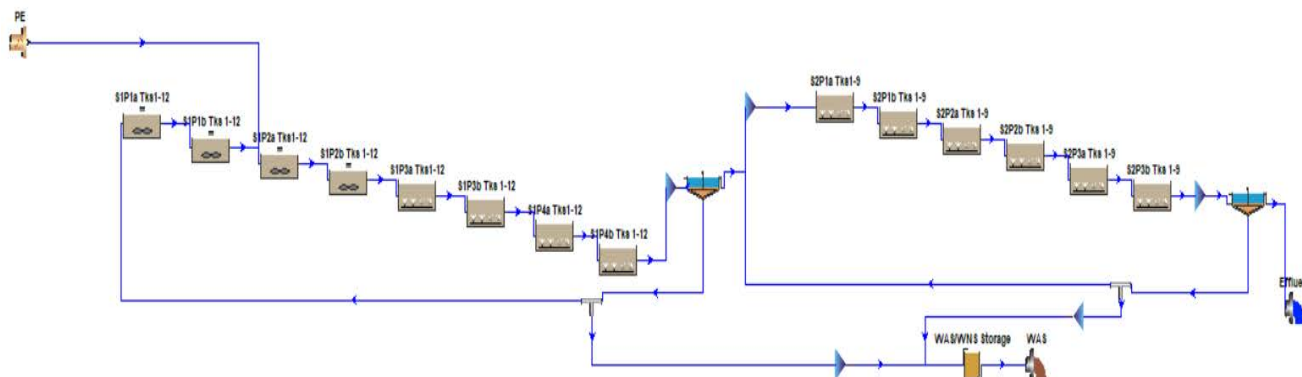 PE
S1P1a Tks1-12
S1P1b Tks 1-12
S1P2a Tks1-12
S1P2b Tks 1-12
S1P3a Tks1-12
S1P3b Tks 1-12
S1P4a Tks1-12
S1P4b Tks 1-12
S2P1a Tks1-9
S2P1b Tks 1-9
S2P2a Tks 1-9
S2P2b Tks 1-9
S2P3a Tks 1-9
S2P3b Tks 1-9
Efflue
WAS/WNS Storage
WAS